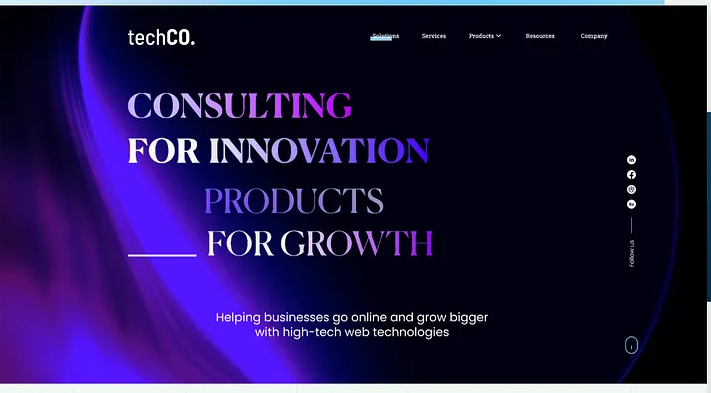 techCO.
Solutions Services Products Resources Company
CONSULTING
FOR INNOVATION
PRODUCTS
FOR GROWTH
Follow us
Helping businesses go online and grow bigger
with high-tech web technologies